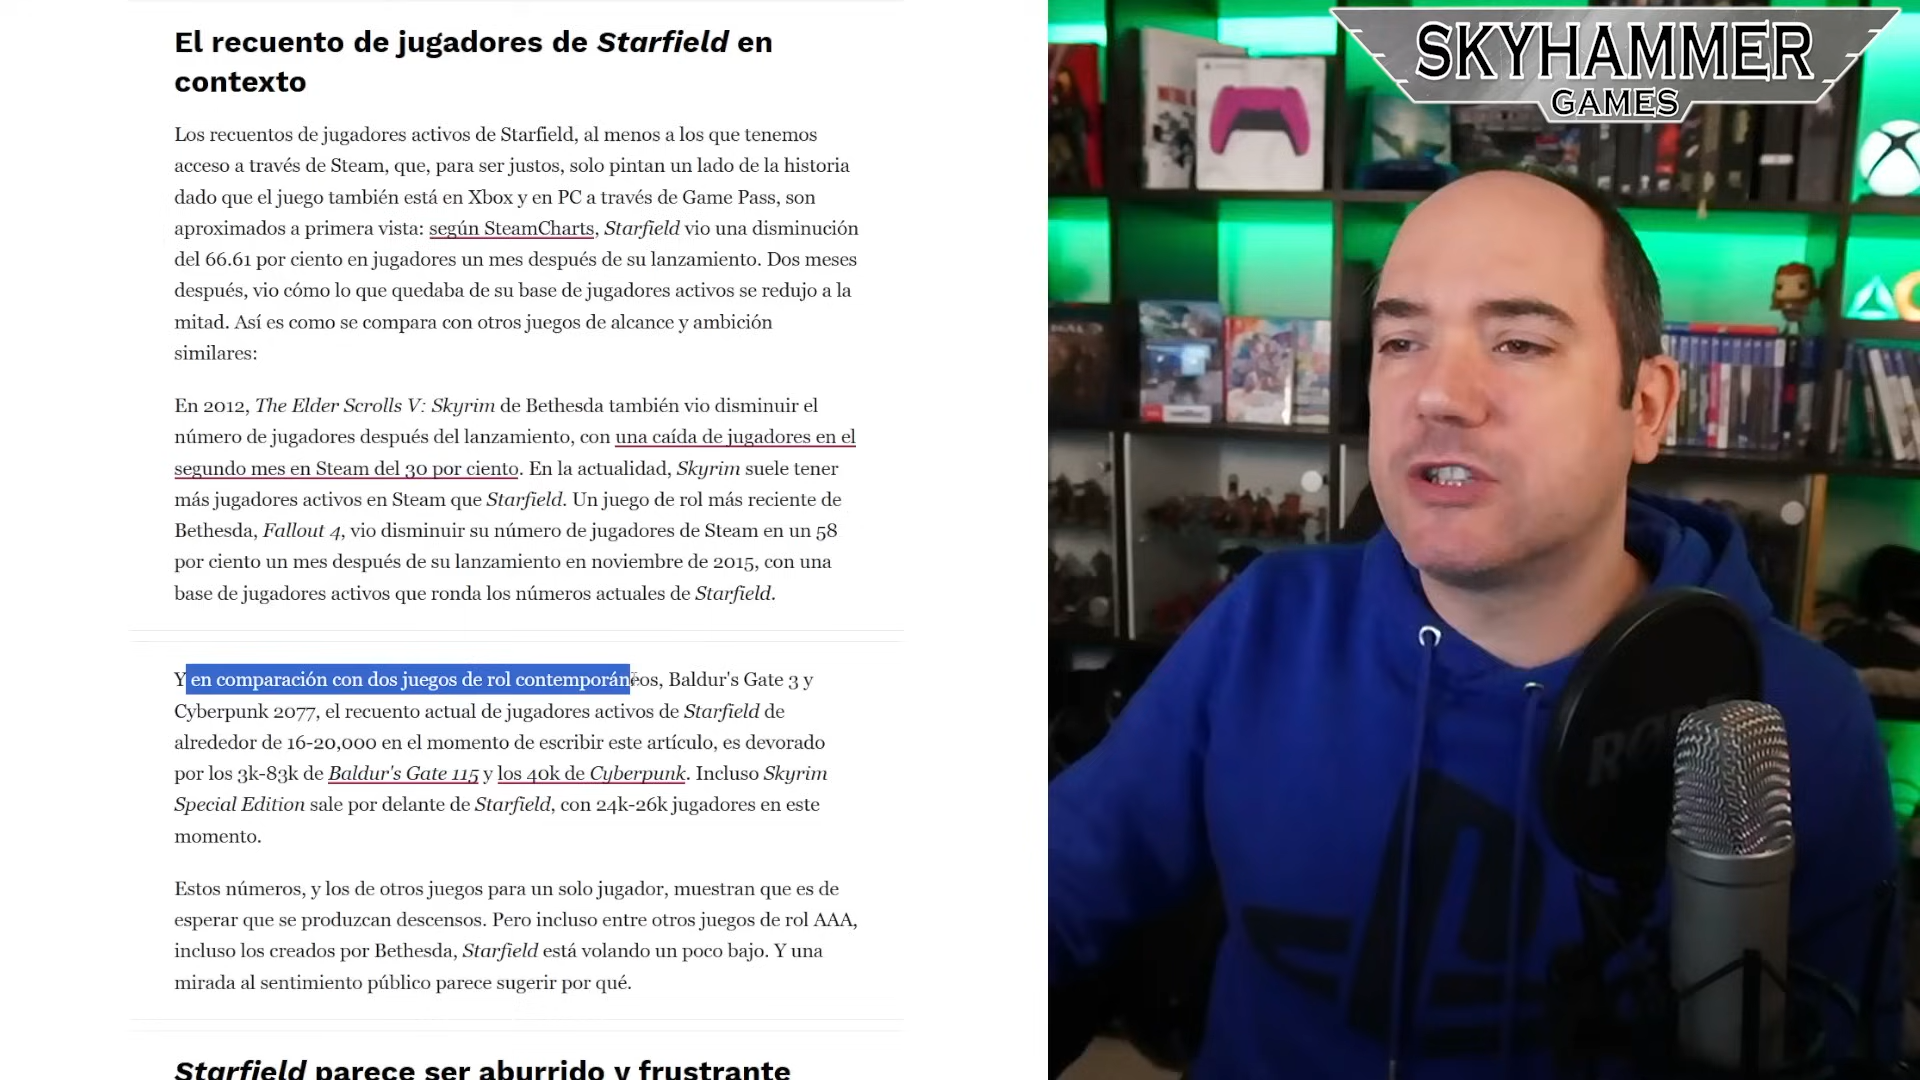 El recuento de jugadores de Starfield en
contexto
Los recuentos de jugadores activos de Starfield, al menos a los que tenemos
acceso a través de Steam, que, para ser justos, solo pintan un lado de la historia
dado que el juego también está en Xbox y en PC a través de Game Pass, son
aproximados a primera vista: según SteamCharts, Starfield vio una disminución
del 66.61 por ciento en jugadores un mes después de su lanzamiento. Dos meses
después, vio cómo lo que quedaba de su base de jugadores activos se redujo a la
mitad. Así es como se compara con otros juegos de alcance y ambición
similares:
En 2012, The Elder Scrolls V: Skyrim de Bethesda también vio disminuir el
número de jugadores después del lanzamiento, con una caída de jugadores en el
segundo mes en Steam del 30 por ciento. En la actualidad, Skyrim suele tener
más jugadores activos en Steam que Starfield. Un juego de rol más reciente de
Bethesda, Fallout 4, vio disminuir su número de jugadores de Steam en un 58
por ciento un mes después de su lanzamiento en noviembre de 2015, con una
base de jugadores activos que ronda los números actuales de Starfield.
Y en comparación con dos juegos de rol contemporáneos, Baldur's Gate 3 y
Cyberpunk 2077, el recuento actual de jugadores activos de Starfield de
alrededor de 16-20,000 en el momento de escribir este artículo, es devorado
por los 3k-83k de Baldur's Gate 115 y los 40k de Cyberpunk. Incluso Skyrim
Special Edition sale por delante de Starfield, con 24k-26k jugadores en este
momento.
Estos números, y los de otros juegos para un solo jugador, muestran que es de
esperar que se produzcan descensos. Pero incluso entre otros juegos de rol AAA,
incluso los creados por Bethesda, Starfield está volando un poco bajo. Y una
mirada al sentimiento público parece sugerir por qué.
Starfield parece ser aburrido y frustrante
SKYHAMMER
GAMES